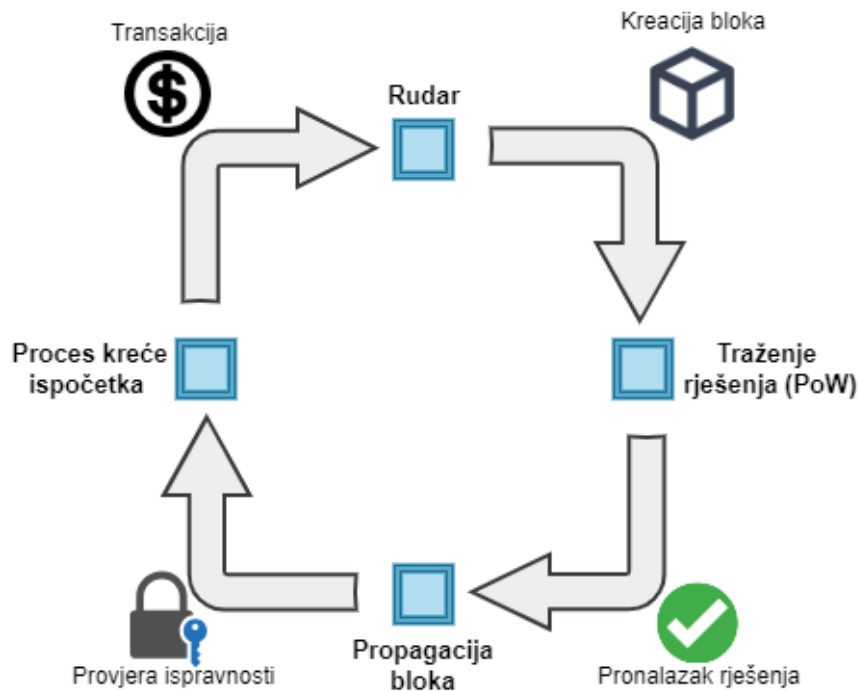 Transakcija
Kreacija bloka
Rudar
Proces kreće
ispočetka
Traženje
rješenja (PoW)
Propagacija
bloka
Provjera ispravnosti
Pronalazak rješenja